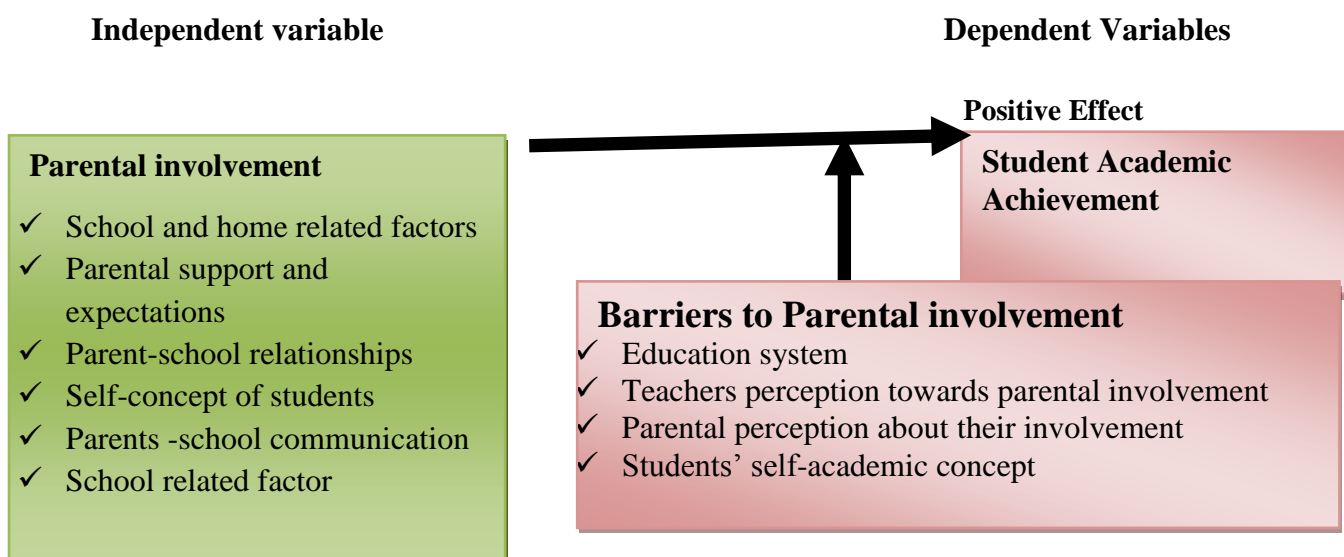 Independent variable
Dependent Variables
Positive Effect
Parental involvement
✓ School and home related factors
✓ Parental support and
expectations
✓ Parent-school relationships
✓ Self-concept of students
✓ Parents -school communication
✓ School related factor
Student Academic
Achievement
Barriers to Parental involvement
✓ Education system
✓ Teachers perception towards parental involvement
✓ Parental perception about their involvement
✓ Students’ self-academic concept